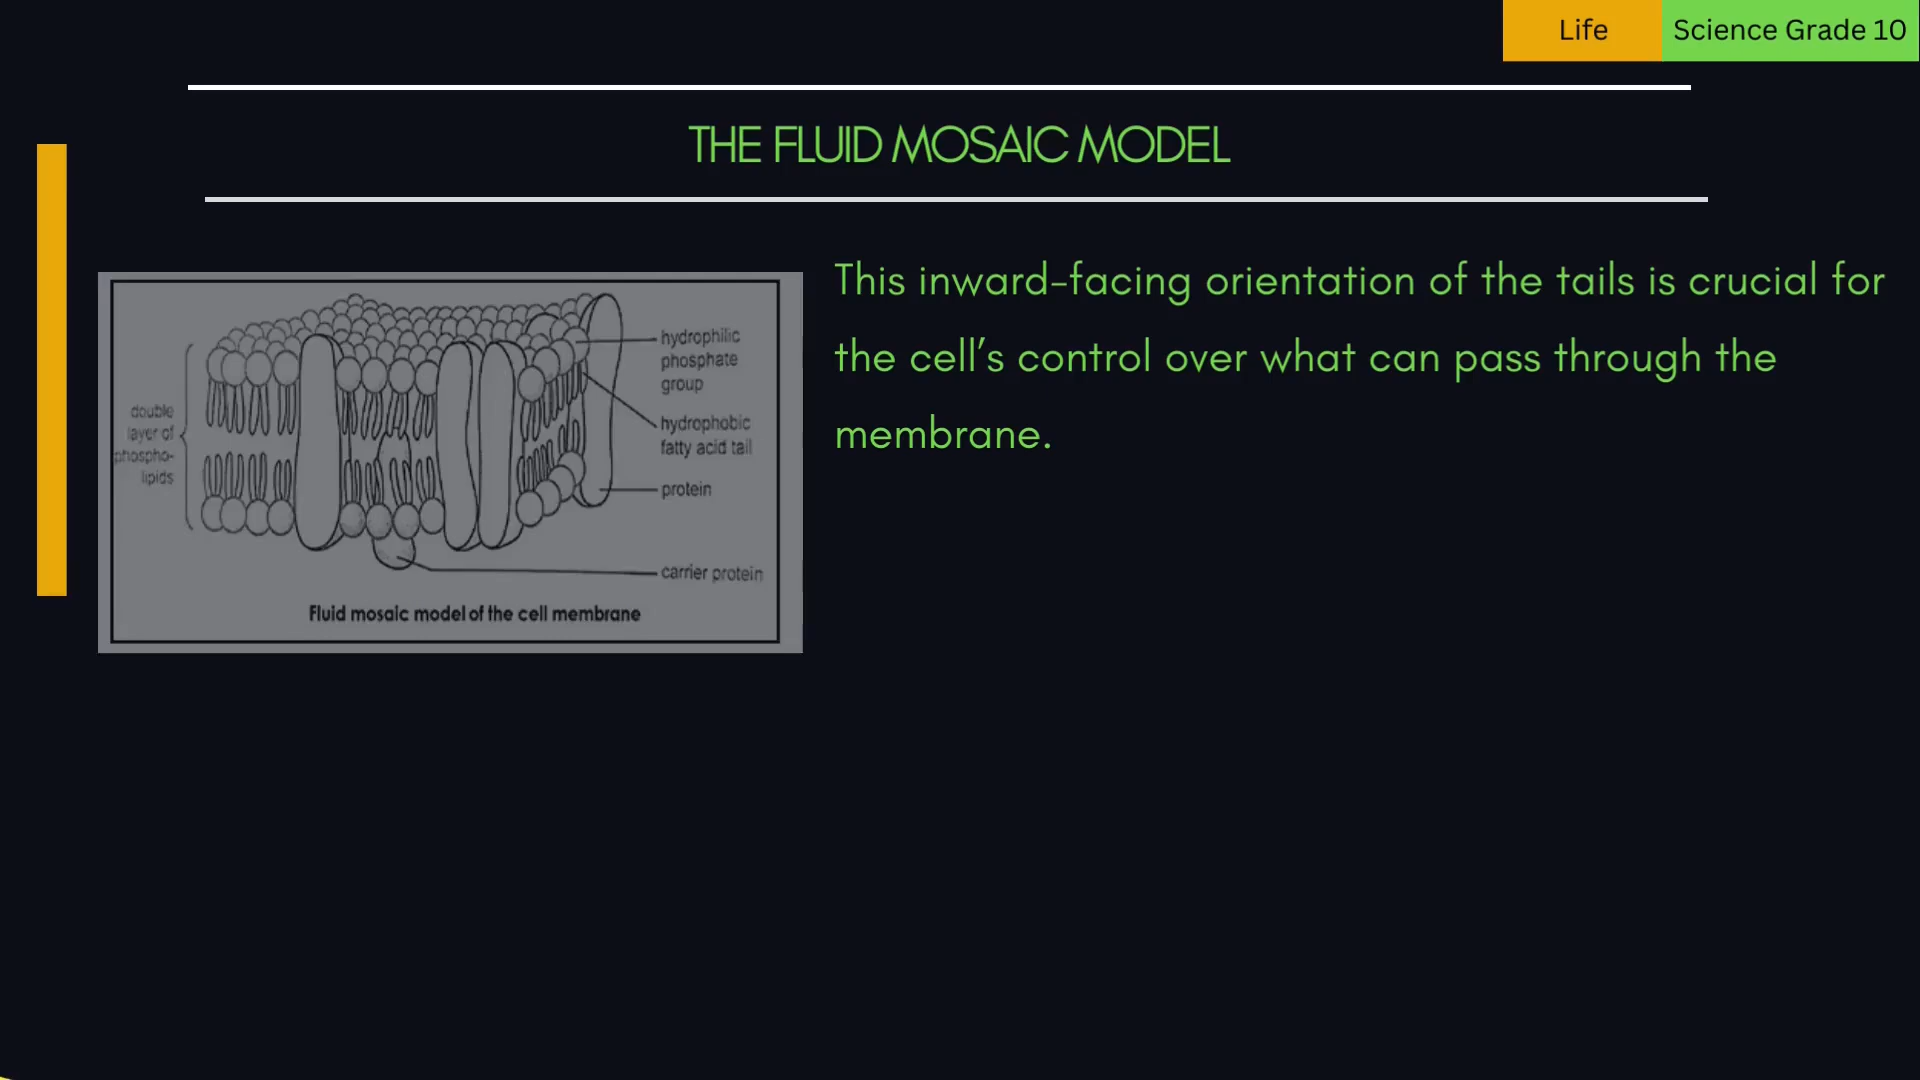 Life
Science Grade 10
THE FLUID MOSAIC MODEL
This inward-facing orientation of the tails is crucial for
the cell’s control over what can pass through the
membrane.
hydrophilic
phosphate
group
hydrophobic
fatty acid tail
protein
carrier protein
double
layer of
phospho-
lipids
Fluid mosaic model of the cell membrane